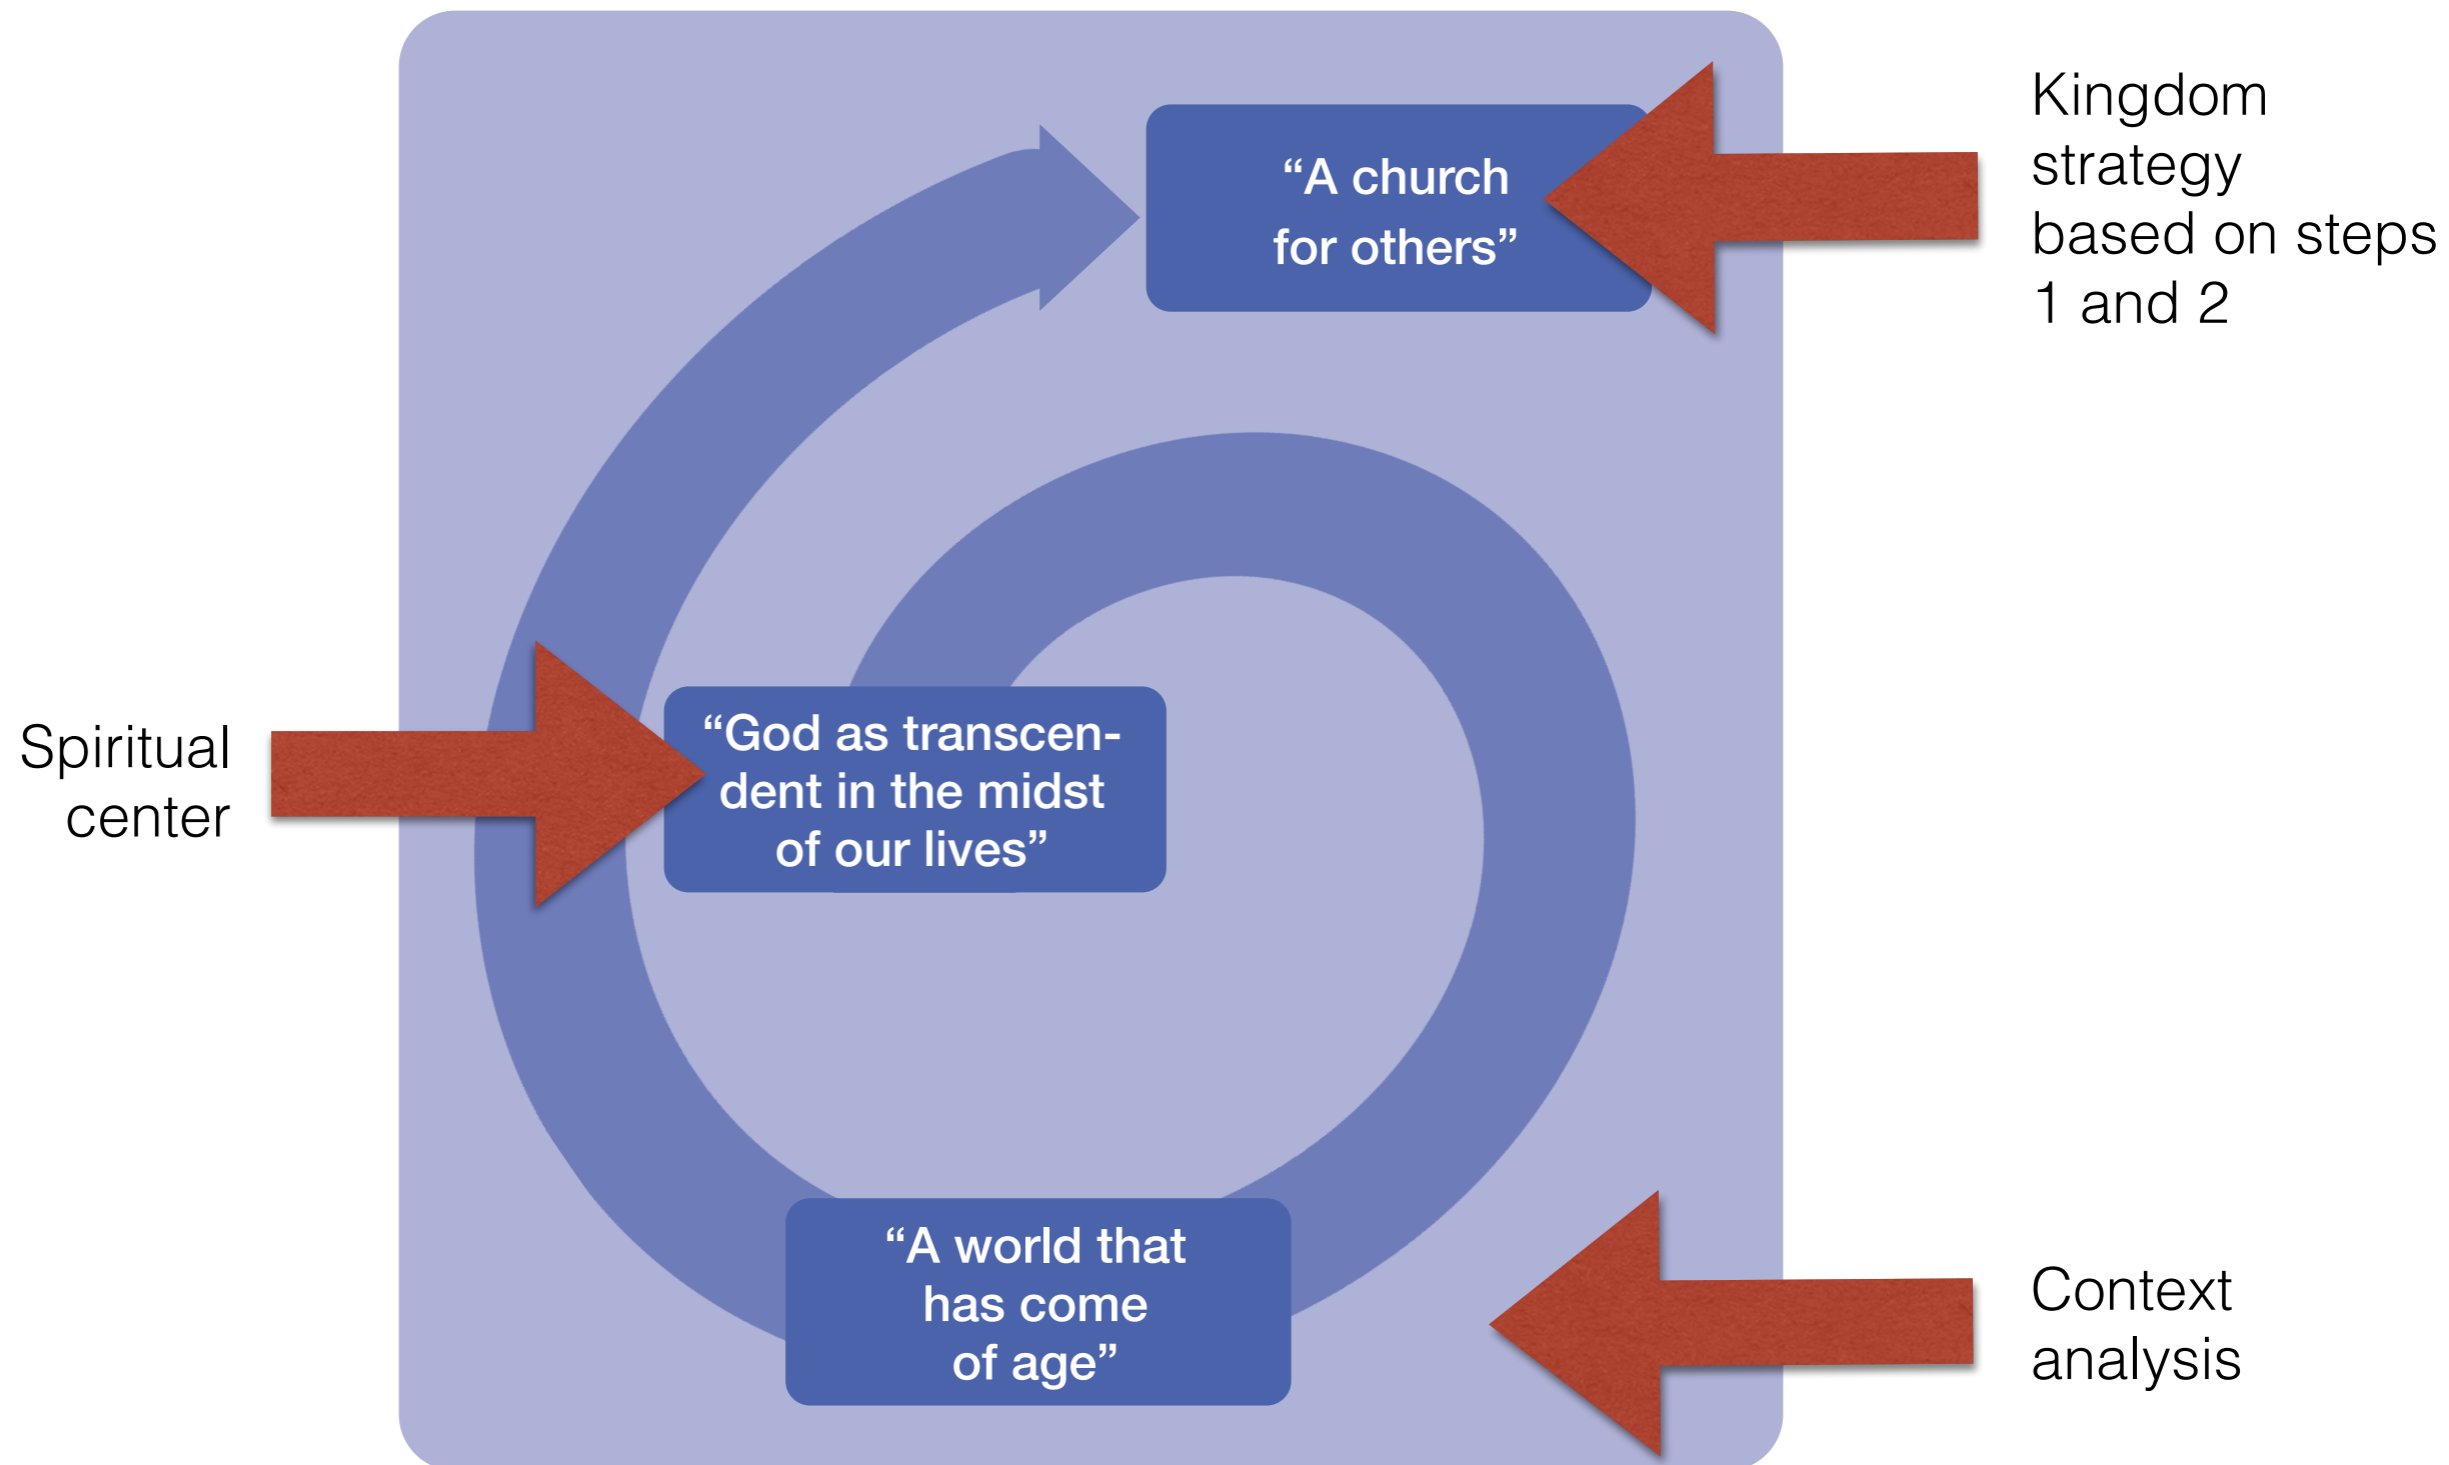 “A church
for others”
Kingdom
strategy
based on steps
1 and 2
Spiritual
center
“God as transcen-
dent in the midst
of our lives”
“A world that
has come
of age”
Context
analysis